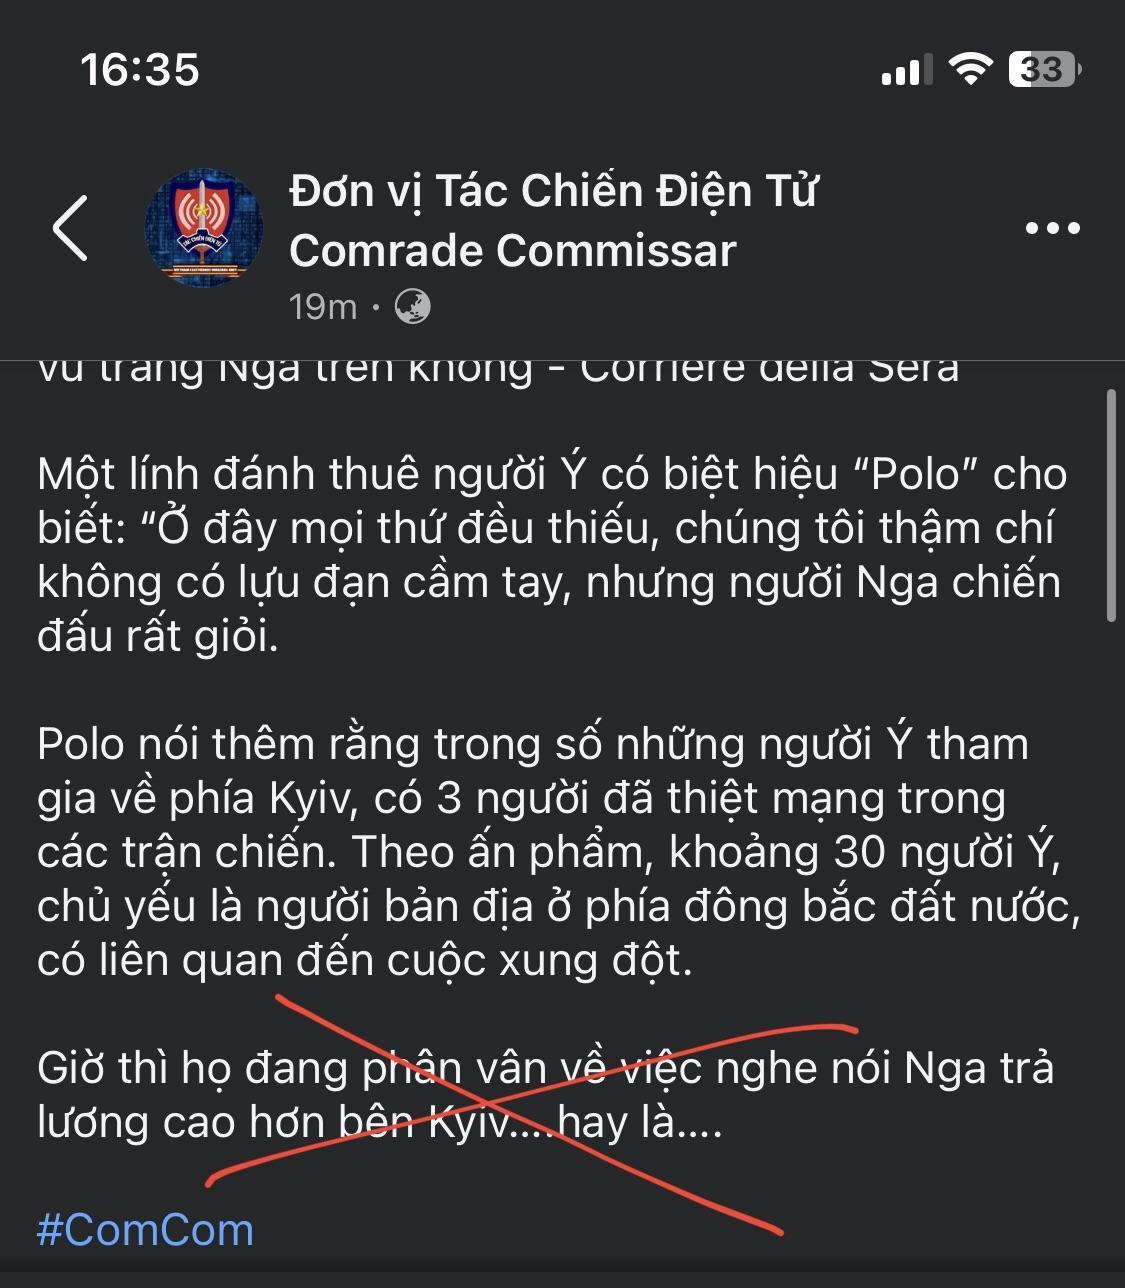 16:35
33
Đơn vị Tác Chiến Điện Tử
Comrade Commissar
19m
vũ trang Nga trên không - Corriere della Sera
Một lính đánh thuê người Ý có biệt hiệu “Polo” cho
biết: “Ở đây mọi thứ đều thiếu, chúng tôi thậm chí
không có lựu đạn cầm tay, nhưng người Nga chiến
đấu rất giỏi.
Polo nói thêm rằng trong số những người Ý tham
gia về phía Kyiv, có 3 người đã thiệt mạng trong
các trận chiến. Theo ấn phẩm, khoảng 30 người Ý,
chủ yếu là người bản địa ở phía đông bắc đất nước,
có liên quan đến cuộc xung đột.
Giờ thì họ đang phân vân về việc nghe nói Nga trả
lương cao hơn bên Kyiv....hay là....
#ComCom